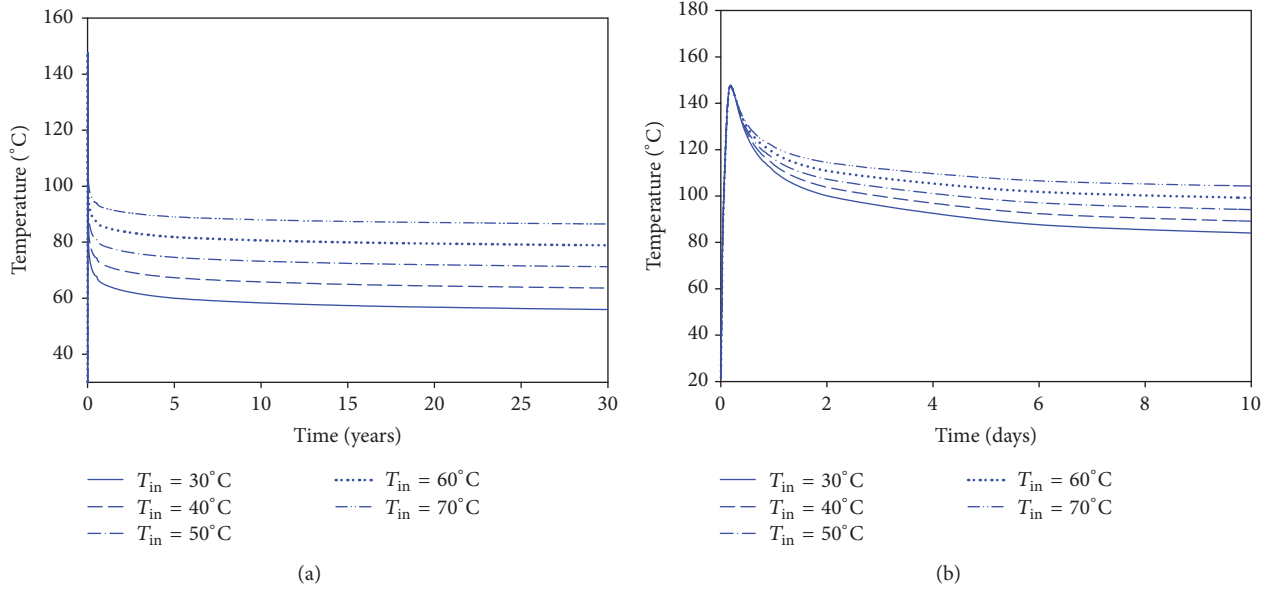 160
140
120
100
80
60
40
Temperature (°C)
0 5 10 15 20 25 30
Time (years)
T_in = 30°C
T_in = 40°C
T_in = 50°C
T_in = 60°C
T_in = 70°C
(a)
180
160
140
120
100
80
60
40
20
Temperature (°C)
0 2 4 6 8 10
Time (days)
T_in = 30°C
T_in = 40°C
T_in = 50°C
T_in = 60°C
T_in = 70°C
(b)